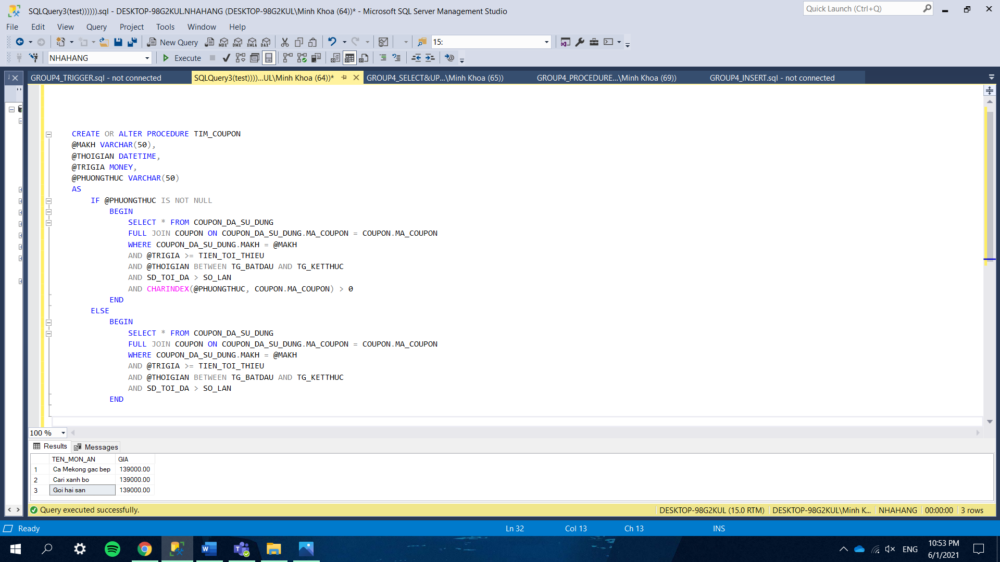 SQLQuery3(test)))))).sql - DESKTOP-98G2KUL.NHAHANG (DESKTOP-98G2KUL\Minh Khoa (64))* - Microsoft SQL Server Management Studio
Quick Launch (Ctrl+Q)
File Edit View Query Project Tools Window Help
New Query MDX DMX XMLA DAX 15:
NHAHANG Execute
GROUP4_TRIGGER.sql - not connected SQLQuery3(test))))...UL\Minh Khoa (64))* GROUP4_SELECT&UP...\Minh Khoa (65)) GROUP4_PROCEDURE...\Minh Khoa (69)) GROUP4_INSERT.sql - not connected
CREATE OR ALTER PROCEDURE TIM_COUPON
@MAKH VARCHAR(50),
@THOIGIAN DATETIME,
@TRIGIA MONEY,
@PHUONGTHUC VARCHAR(50)
AS
IF @PHUONGTHUC IS NOT NULL
BEGIN
SELECT * FROM COUPON_DA_SU_DUNG
FULL JOIN COUPON ON COUPON_DA_SU_DUNG.MA_COUPON = COUPON.MA_COUPON
WHERE COUPON_DA_SU_DUNG.MAKH = @MAKH
AND @TRIGIA >= TIEN_TOI_THIEU
AND @THOIGIAN BETWEEN TG_BATDAU AND TG_KETTHUC
AND SD_TOI_DA > SO_LAN
AND CHARINDEX(@PHUONGTHUC, COUPON.MA_COUPON) > 0
END
ELSE
BEGIN
SELECT * FROM COUPON_DA_SU_DUNG
FULL JOIN COUPON ON COUPON_DA_SU_DUNG.MA_COUPON = COUPON.MA_COUPON
WHERE COUPON_DA_SU_DUNG.MAKH = @MAKH
AND @TRIGIA >= TIEN_TOI_THIEU
AND @THOIGIAN BETWEEN TG_BATDAU AND TG_KETTHUC
AND SD_TOI_DA > SO_LAN
END
100 %
Results Messages
TEN_MON_AN GIA
1 Ca Mekong gac bep 139000.00
2 Cari xanh bo 139000.00
3 Goi hai san 139000.00
Query executed successfully. DESKTOP-98G2KUL (15.0 RTM) DESKTOP-98G2KUL\Minh K... NHAHANG 00:00:00 3 rows
Ready Ln 32 Col 13 Ch 13 INS
ENG 10:53 PM
6/1/2021